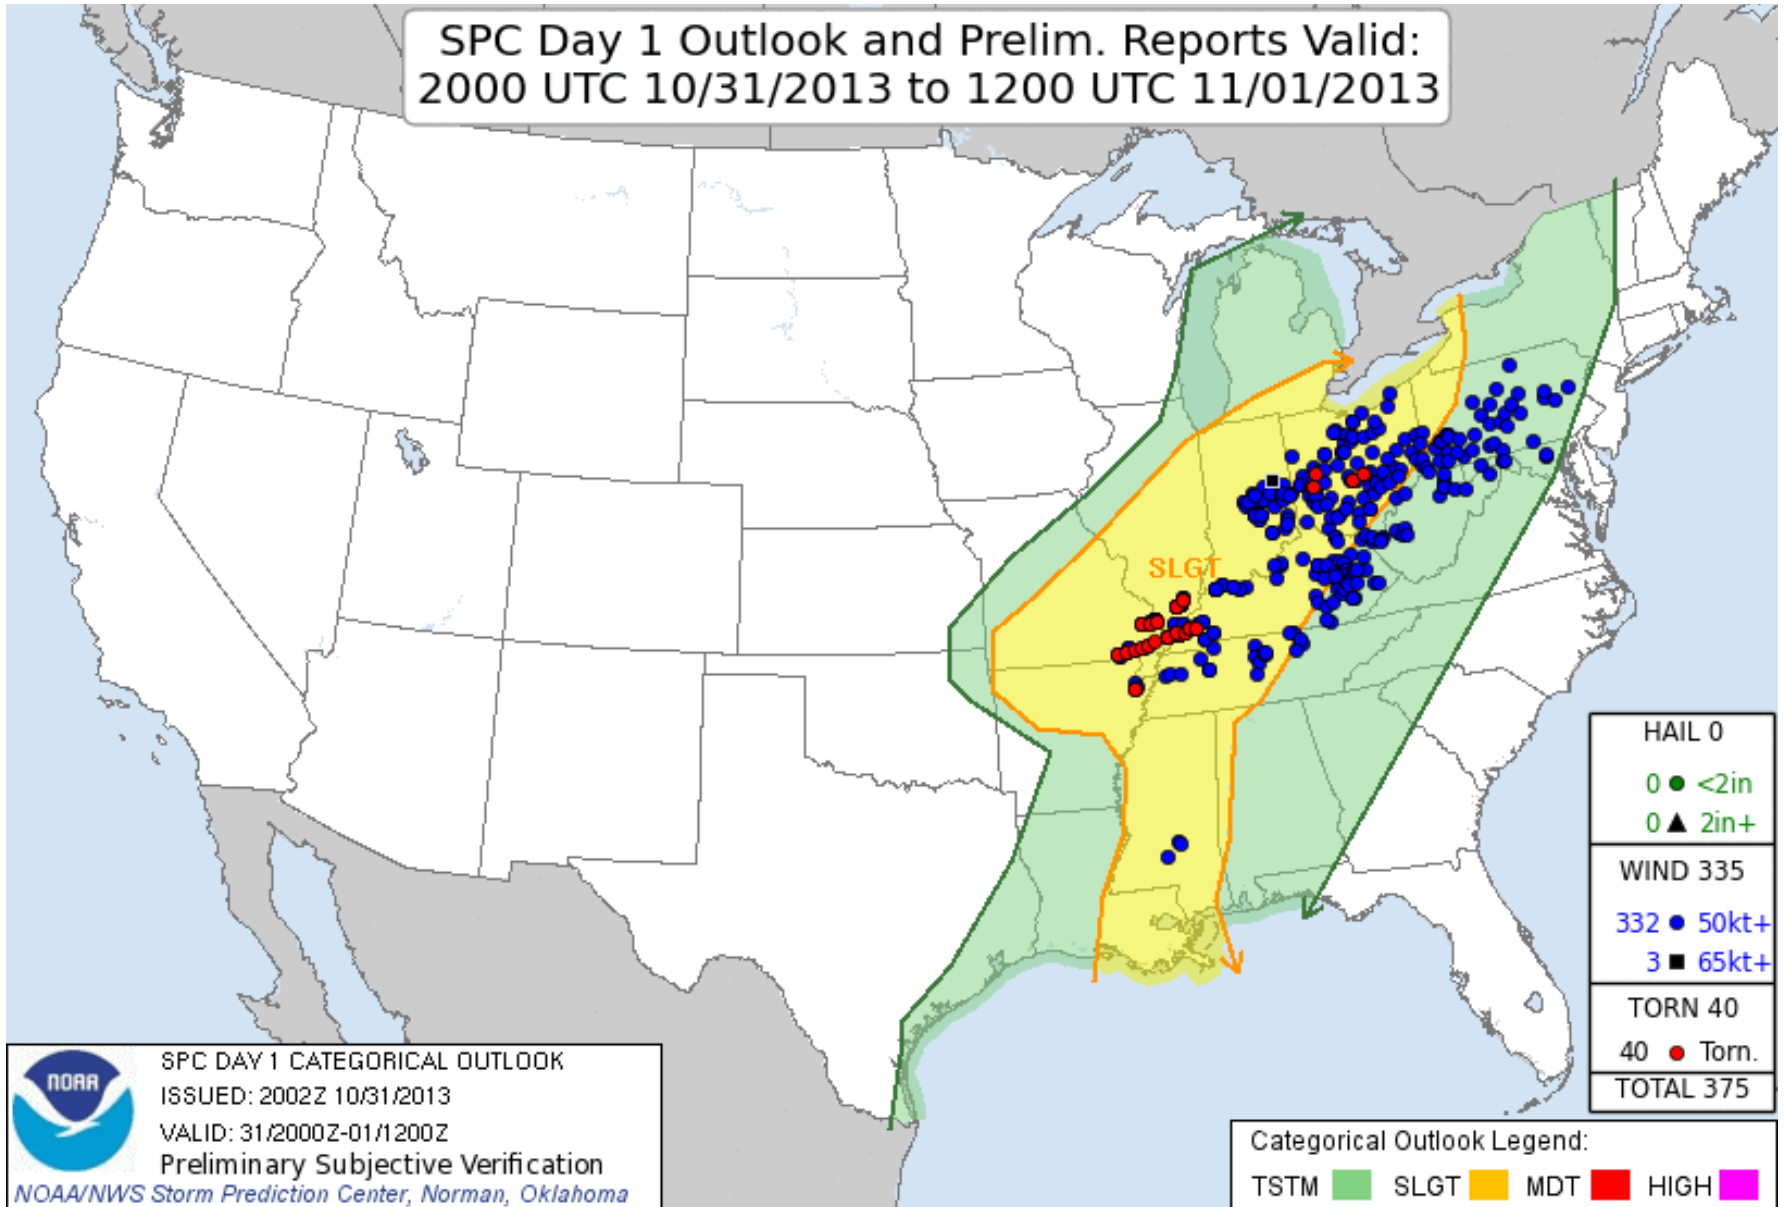 SPC Day 1 Outlook and Prelim. Reports Valid:
2000 UTC 10/31/2013 to 1200 UTC 11/01/2013
SLGT
HAIL 0
0 ● <2in
0 ▲ 2in+
WIND 335
332 ● 50kt+
3 ■ 65kt+
TORN 40
40 ● Torn.
TOTAL 375
NOAA
SPC DAY 1 CATEGORICAL OUTLOOK
ISSUED: 2002Z 10/31/2013
VALID: 31/2000Z-01/1200Z
Preliminary Subjective Verification
NOAA/NWS Storm Prediction Center, Norman, Oklahoma
Categorical Outlook Legend:
TSTM SLGT MDT HIGH